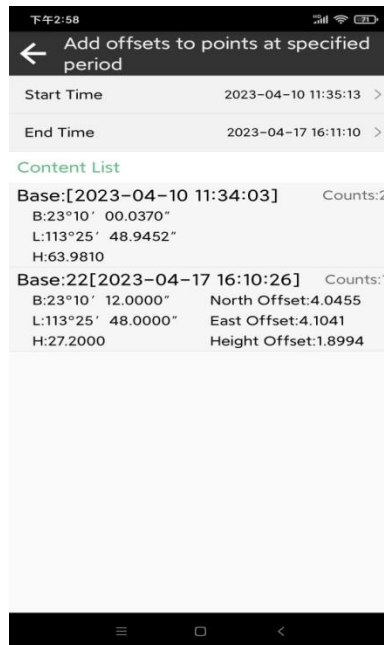 下午2:58
71
Add offsets to points at specified
period
Start Time 2023-04-10 11:35:13 >
End Time 2023-04-17 16:11:10 >
Content List
Base:[2023-04-10 11:34:03] Counts:2
B:23°10′ 00.0370″
L:113°25′ 48.9452″
H:63.9810
Base:22[2023-04-17 16:10:26] Counts:
B:23°10′ 12.0000″ North Offset:4.0455
L:113°25′ 48.0000″ East Offset:4.1041
H:27.2000 Height Offset:1.8994